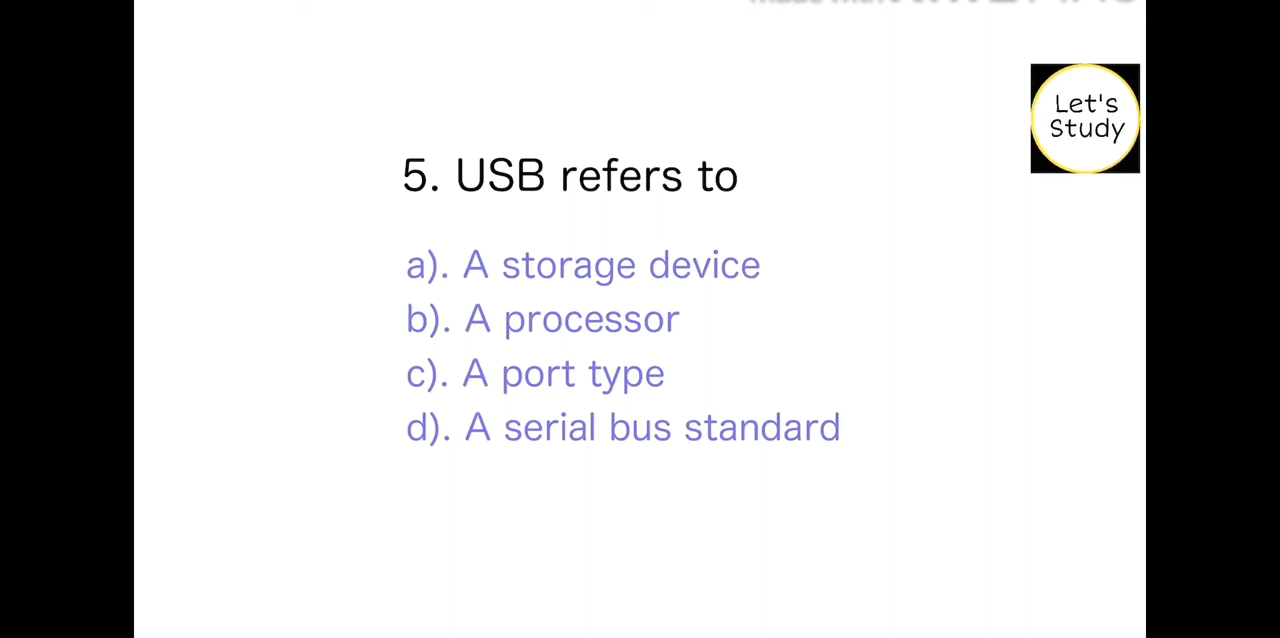 Let's
Study
5. USB refers to
a). A storage device
b). A processor
c). A port type
d). A serial bus standard